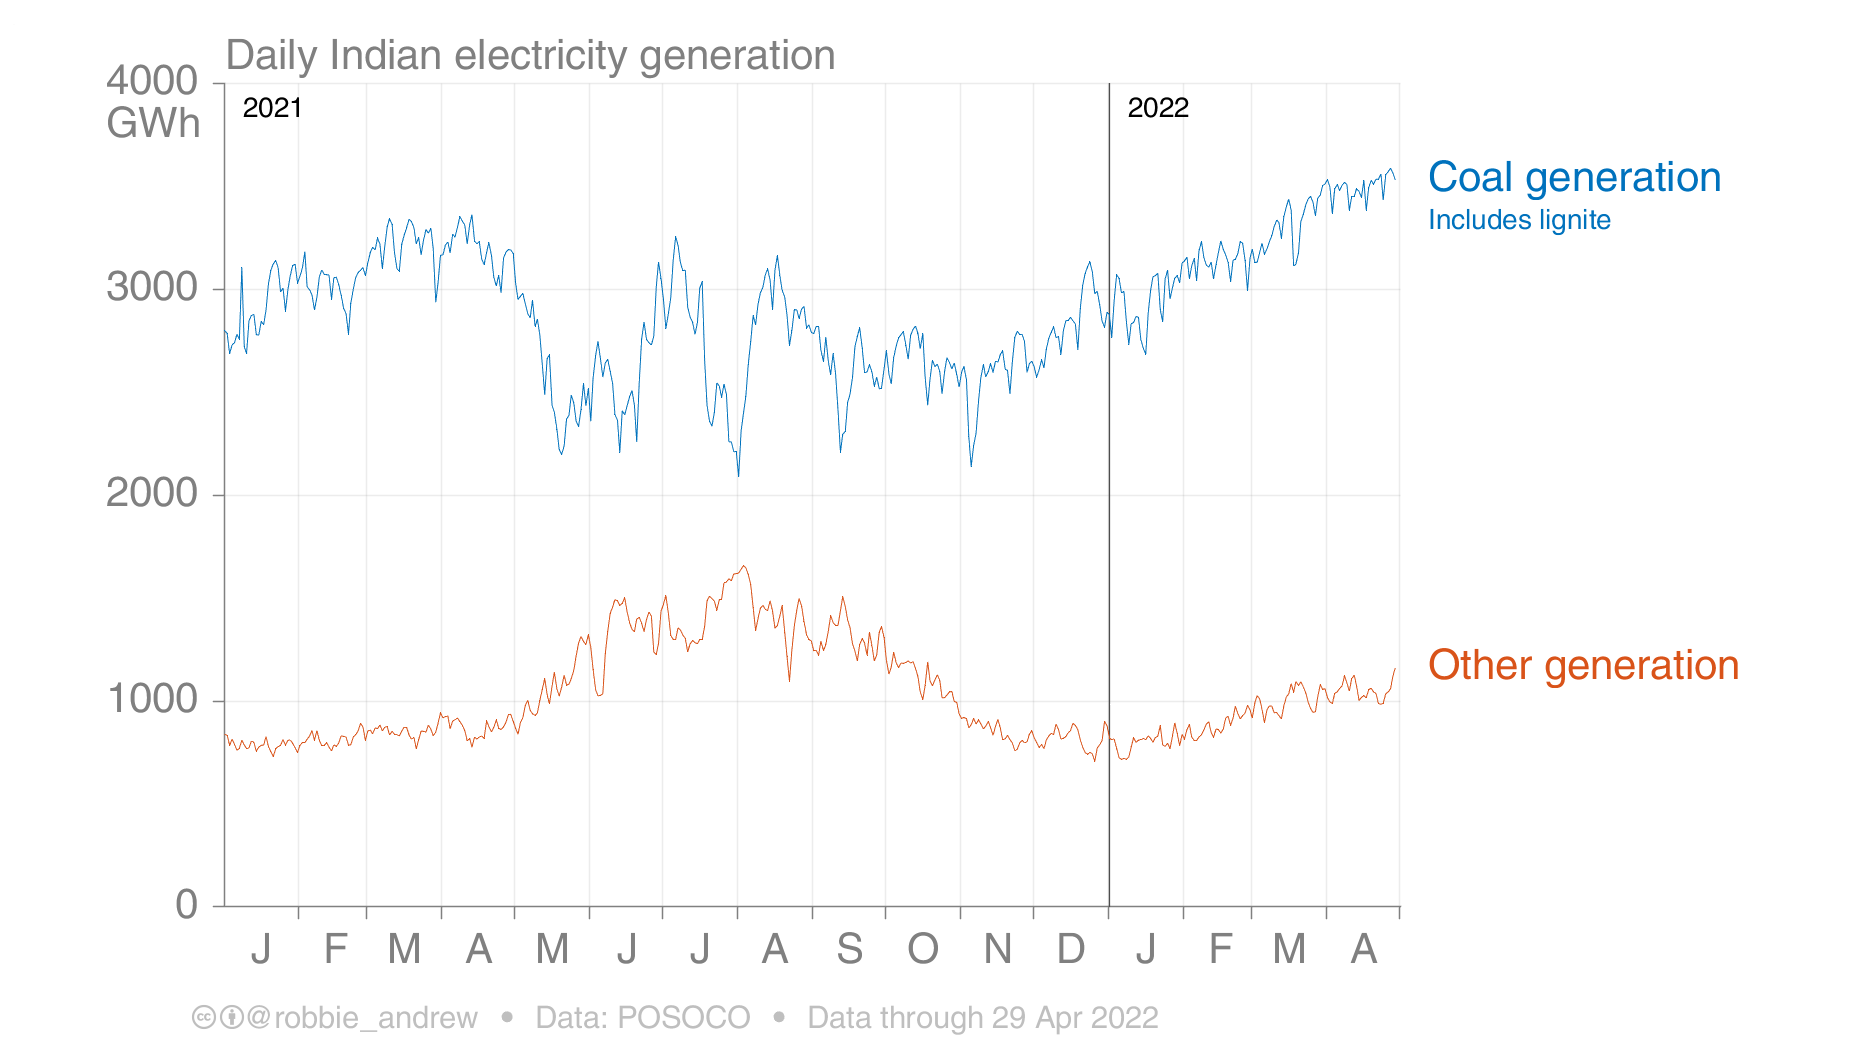 Daily Indian electricity generation
4000
GWh
2021
2022
Coal generation
Includes lignite
3000
2000
Other generation
1000
0
J F M A M J J A S O N D J F M A
cc @robbie_andrew • Data: POSOCO • Data through 29 Apr 2022